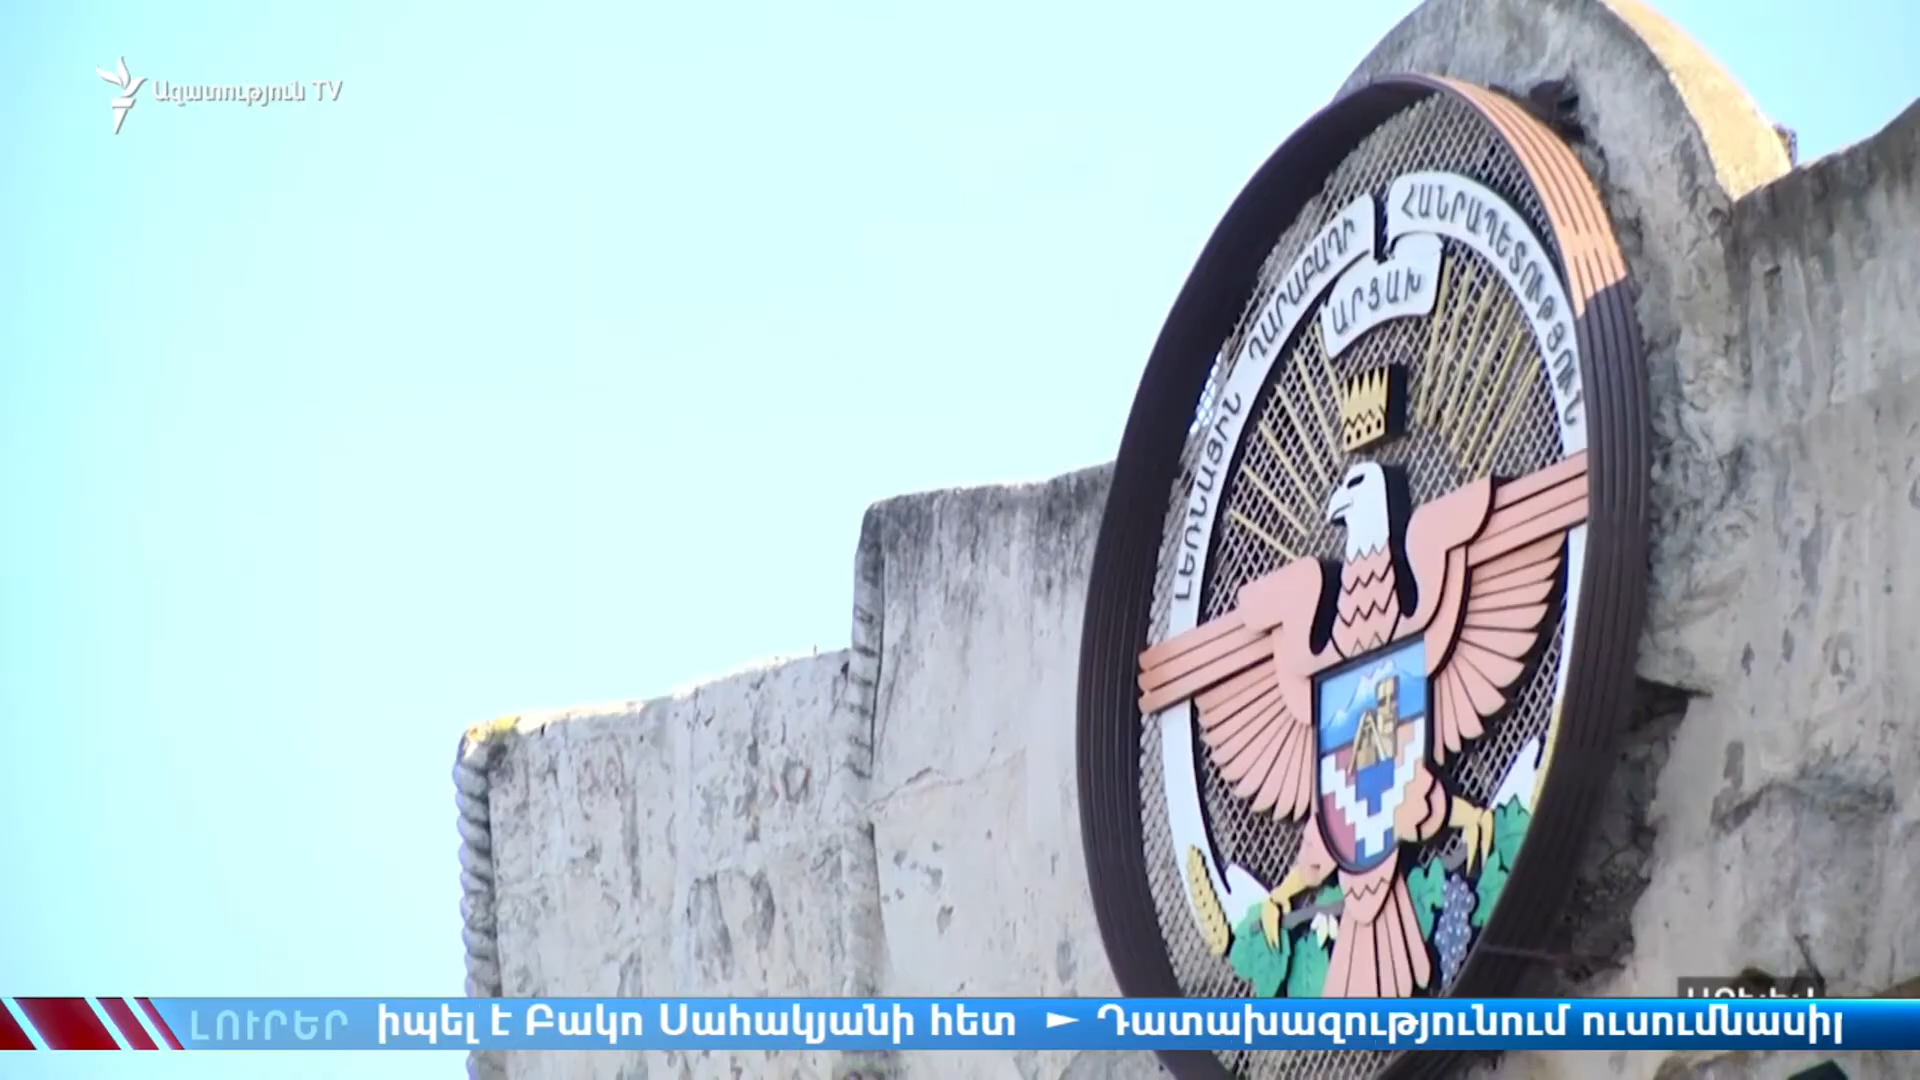 Ազատություն TV
ԼԵՌՆԱՅԻՆ ՂԱՐԱԲԱՂԻ ՀԱՆՐԱՊԵՏՈՒԹՅՈՒՆ
ԱՐՑԱԽ
ԼՈՒՐԵՐ իպել է Բակո Սահակյանի հետ ► Դատախազությունում ուսումնասիր